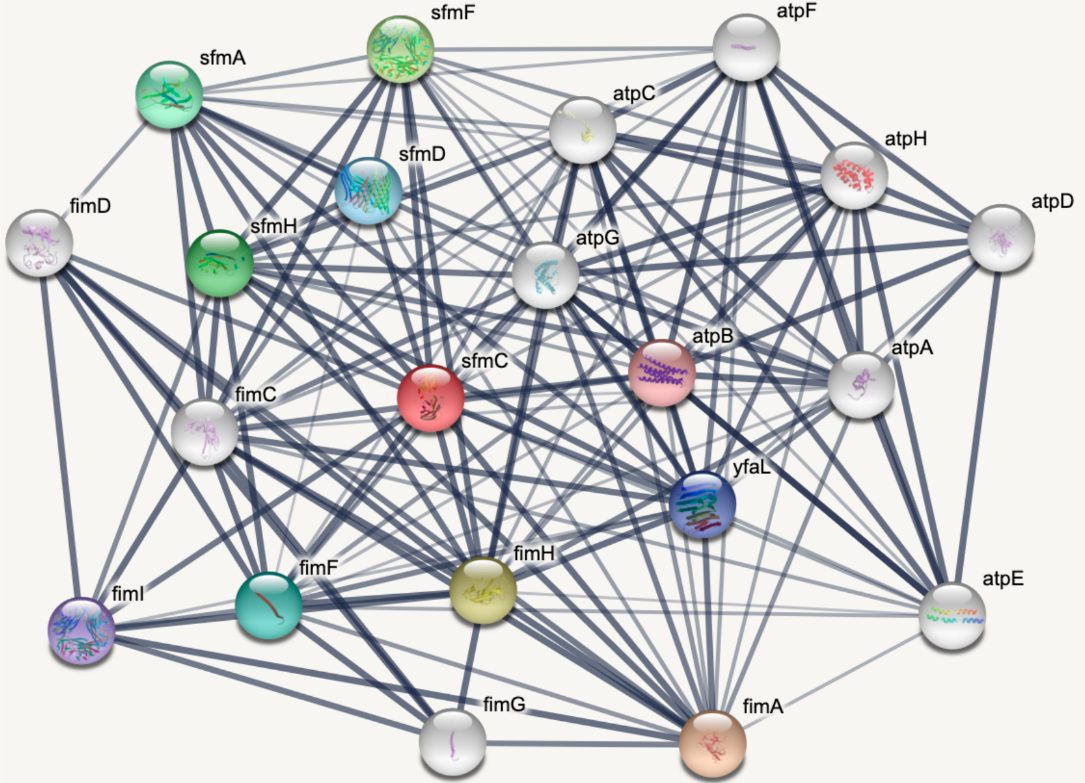 sfmF
atpF
sfmA
atpC
sfmD
atpH
fimD
atpD
sfmH
atpG
atpB
atpA
sfmC
fimC
yfaL
fimH
fimF
atpE
fimI
fimG
fimA